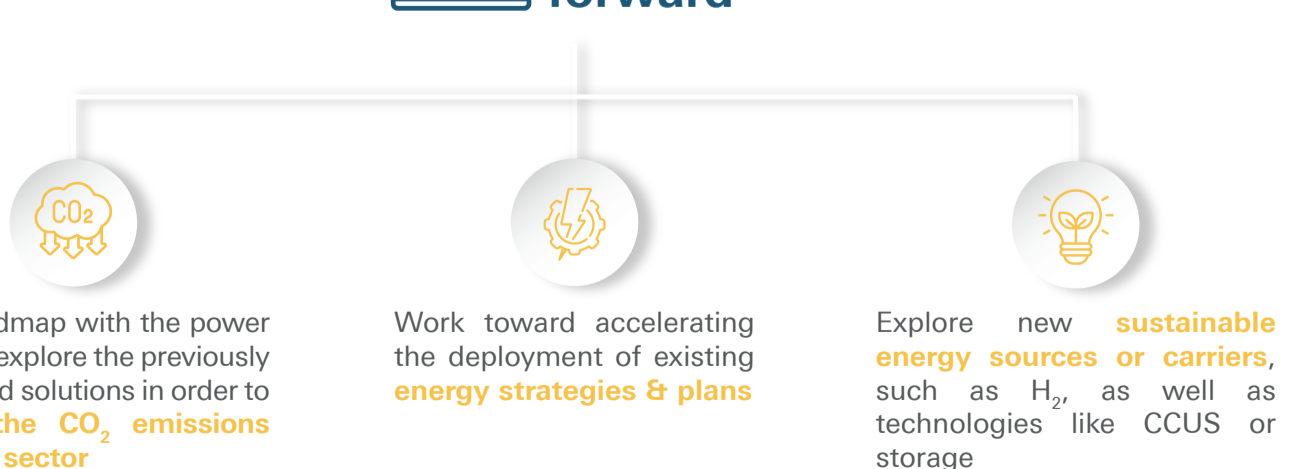 forward
CO2
dmap with the power
explore the previously
d solutions in order to
the CO₂ emissions
sector
Work toward accelerating
the deployment of existing
energy strategies & plans
Explore new sustainable
energy sources or carriers,
such as H₂, as well as
technologies like CCUS or
storage